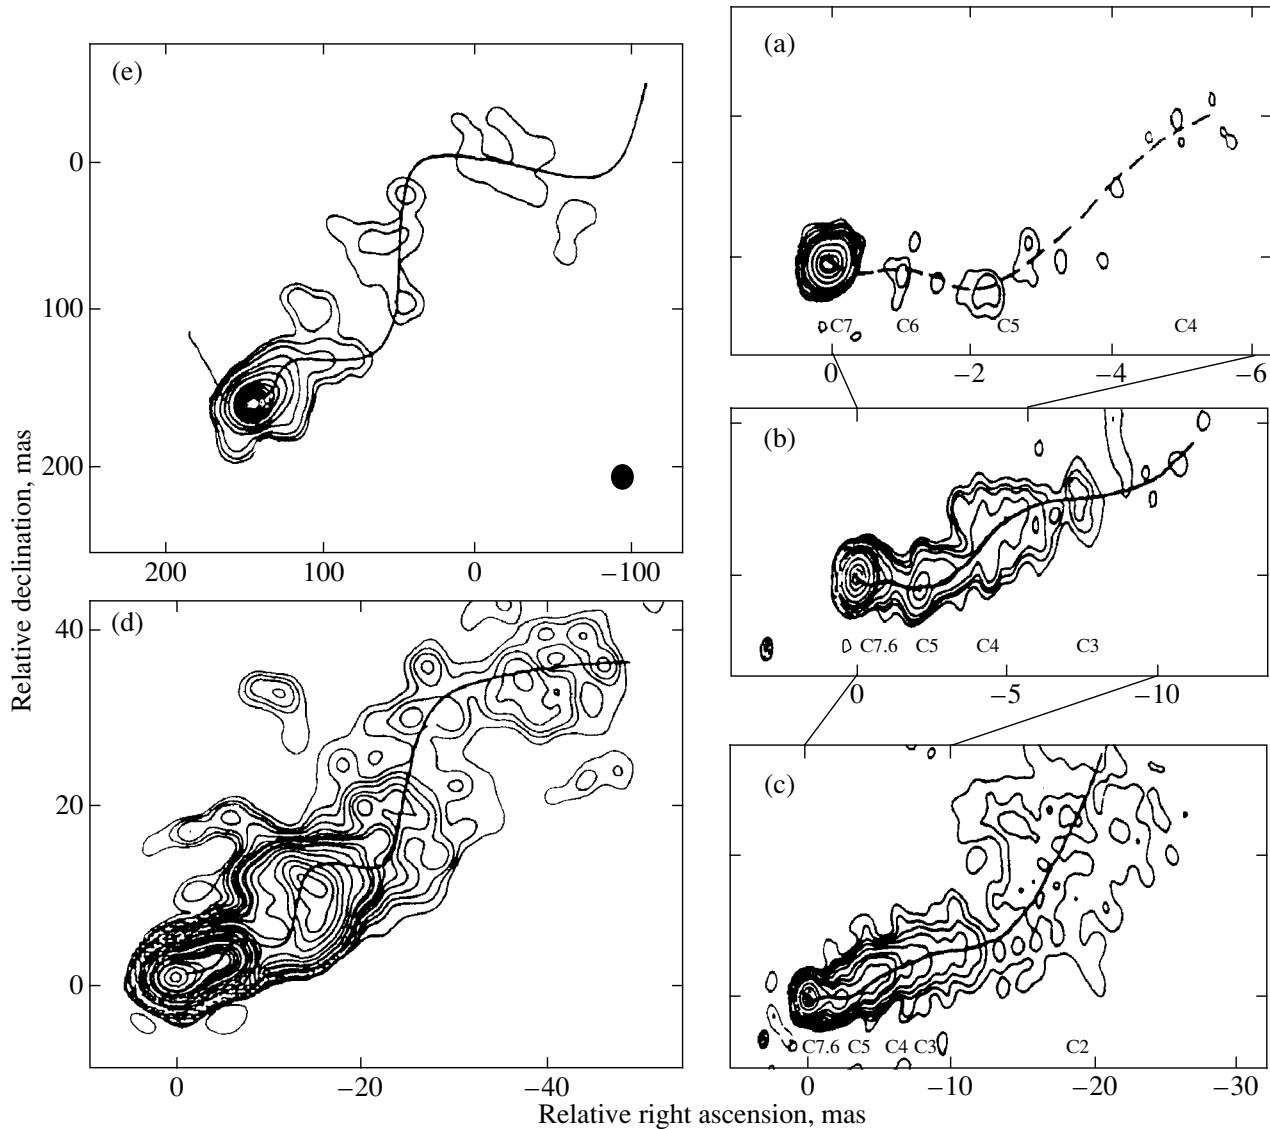 (e)
0
100
200
200
100
0
−100
(a)
C7
C6
C5
C4
0
−2
−4
−6
(b)
C7.6
C5
C4
C3
0
−5
−10
(c)
C7.6
C5
C4
C3
C2
0
−10
−20
−30
(d)
40
20
0
0
−20
−40
Relative declination, mas
Relative right ascension, mas